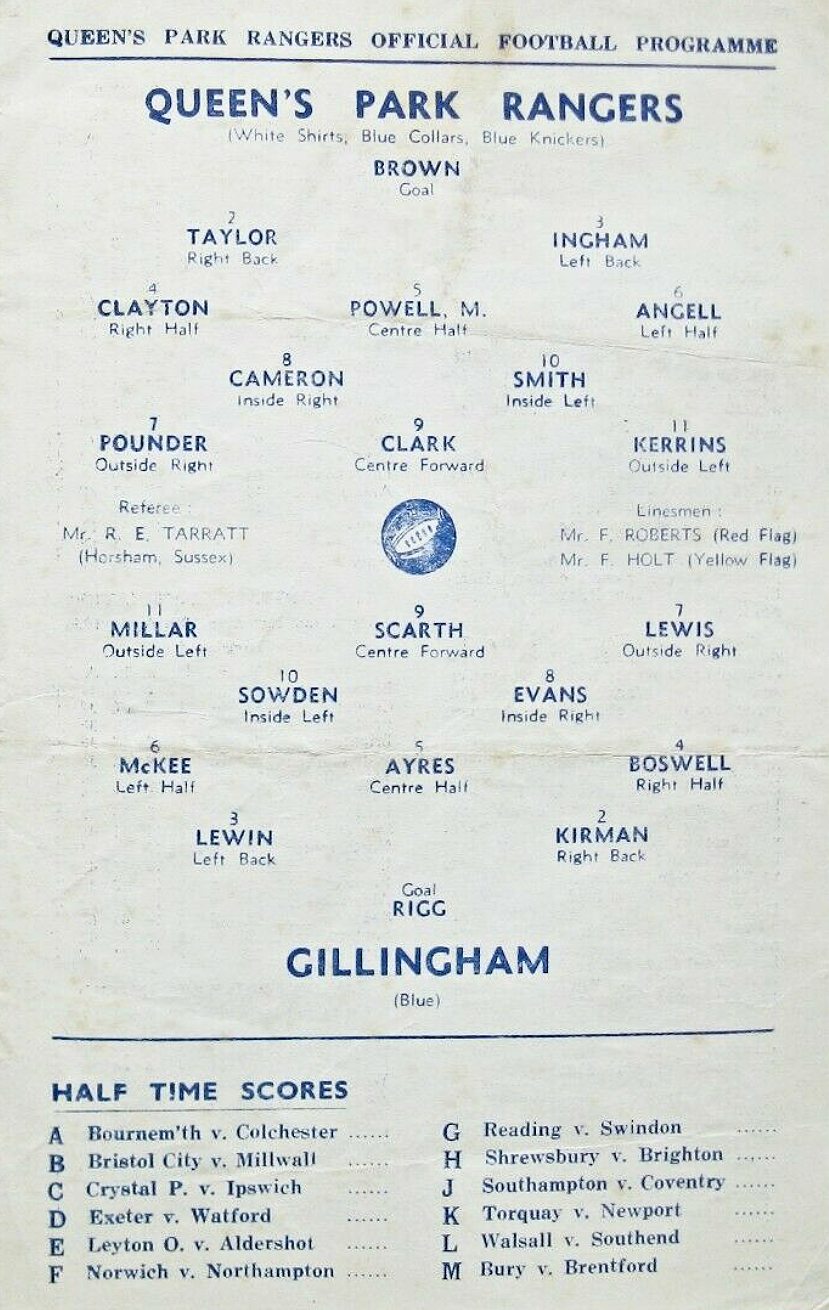 QUEEN'S PARK RANGERS OFFICIAL FOOTBALL PROGRAMME
QUEEN'S PARK RANGERS
(White Shirts, Blue Collars, Blue Knickers)
BROWN
Goal
2 3
TAYLOR INGHAM
Right Back Left Back
4 5 6
CLAYTON POWELL, M. ANGELL
Right Half Centre Half Left Half
8 10
CAMERON SMITH
Inside Right Inside Left
7 9 11
POUNDER CLARK KERRINS
Outside Right Centre Forward Outside Left
Referee : Linesmen :
Mr. R. E. TARRATT Mr. F. ROBERTS (Red Flag)
(Horsham, Sussex) Mr. F. HOLT (Yellow Flag)
11 9 7
MILLAR SCARTH LEWIS
Outside Left Centre Forward Outside Right
10 8
SOWDEN EVANS
Inside Left Inside Right
6 5 4
McKEE AYRES BOSWELL
Left Half Centre Half Right Half
3 2
LEWIN KIRMAN
Left Back Right Back
Goal
RIGG
GILLINGHAM
(Blue)
HALF TIME SCORES
A Bournem'th v. Colchester ...... G Reading v. Swindon ......
B Bristol City v. Millwall ...... H Shrewsbury v. Brighton ......
C Crystal P. v. Ipswich ...... J Southampton v. Coventry ......
D Exeter v. Watford ...... K Torquay v. Newport ......
E Leyton O. v. Aldershot ...... L Walsall v. Southend ......
F Norwich v. Northampton ...... M Bury v. Brentford ......